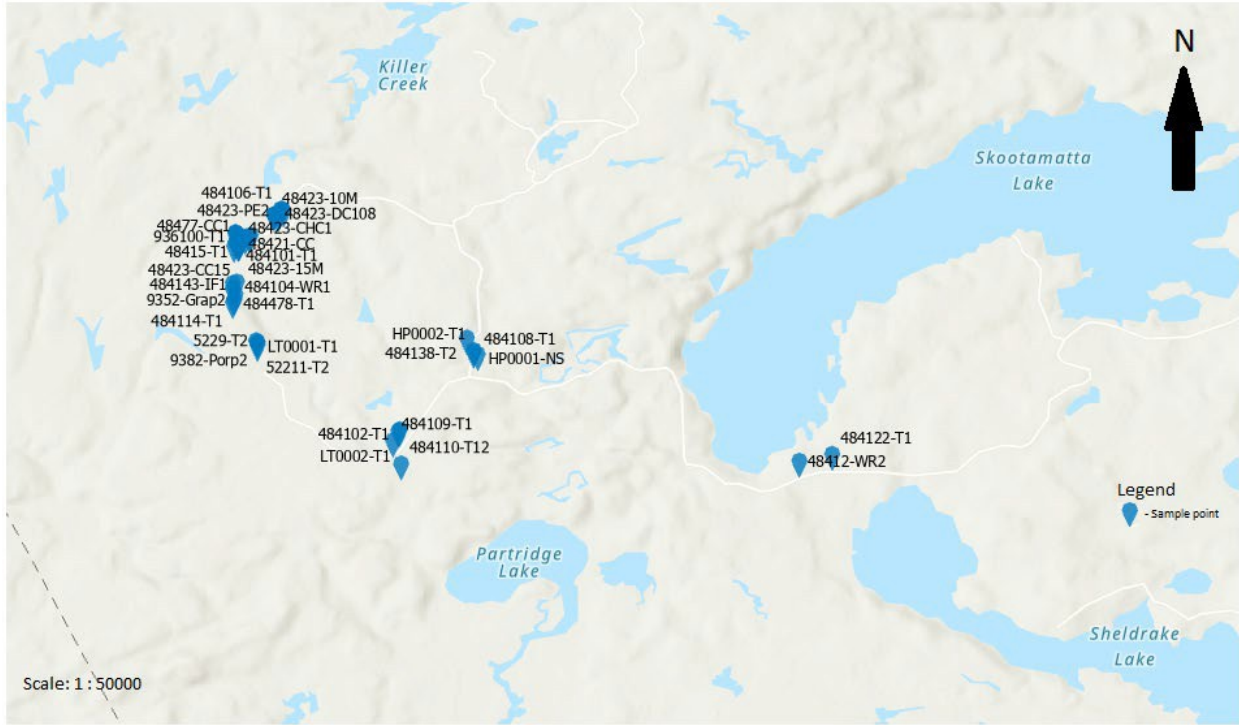 N
Killer
Creek
Skootamatta
Lake
484106-T1
48423-10M
48423-PE2
48423-DC108
48477-CC1
48423-CHC1
936100-T1
48421-CC
48415-T1
484101-T1
48423-CC15
48423-15M
484143-IF1
484104-WR1
9352-Grap2
484478-T1
484114-T1
5229-T2
LT0001-T1
9382-Porp2
52211-T2
HP0002-T1
484108-T1
484138-T2
HP0001-NS
484109-T1
484102-T1
484110-T12
LT0002-T1
484122-T1
48412-WR2
Legend
- Sample point
Partridge
Lake
Sheldrake
Lake
Scale: 1 : 50000